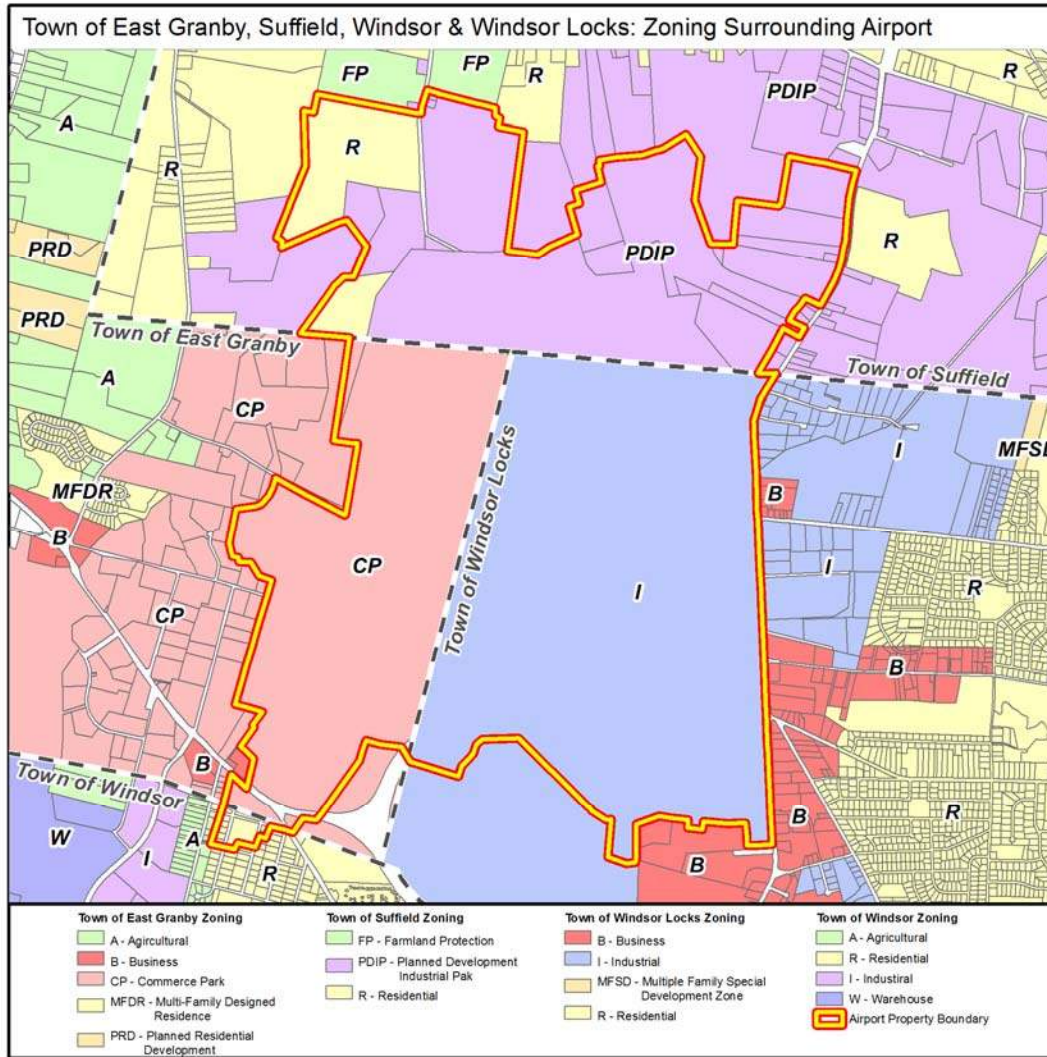 Town of East Granby, Suffield, Windsor & Windsor Locks: Zoning Surrounding Airport
FP
FP
R
PDIP
R
A
R
R
PRD
PDIP
R
PRD
Town of East Granby
Town of Suffield
A
CP
I
MFSD
MFDR
B
B
Town of Windsor Locks
CP
I
I
R
CP
B
B
Town of Windsor
W
I
A
R
B
B
R
Town of East Granby Zoning
A - Agircultural
B - Business
CP - Commerce Park
MFDR - Multi-Family Designed
Residence
PRD - Planned Residential
Development
Town of Suffield Zoning
FP - Farmland Protection
PDIP - Planned Development
Industrial Pak
R - Residential
Town of Windsor Locks Zoning
B - Business
I - Industrial
MFSD - Multiple Family Special
Development Zone
R - Residential
Town of Windsor Zoning
A - Agricultural
R - Residential
I - Industiral
W - Warehouse
Airport Property Boundary